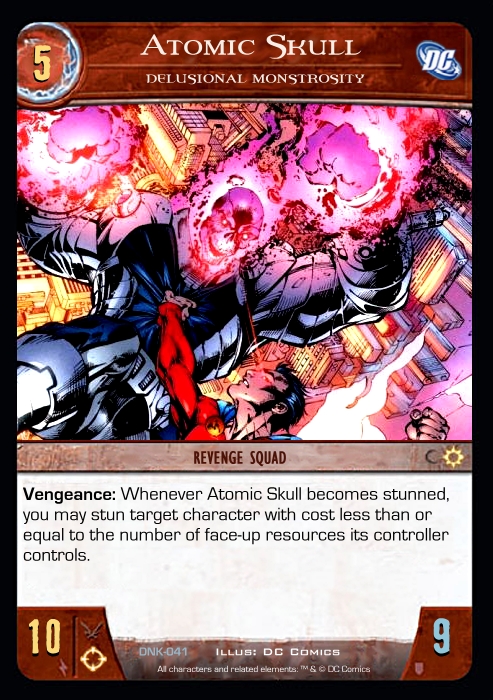 5
ATOMIC SKULL
DC
DELUSIONAL MONSTROSITY
REVENGE SQUAD
Vengeance: Whenever Atomic Skull becomes stunned,
you may stun target character with cost less than or
equal to the number of face-up resources its controller
controls.
10
9
DNK-041 ILLUS: DC COMICS
All characters and related elements: ™ & © DC Comics